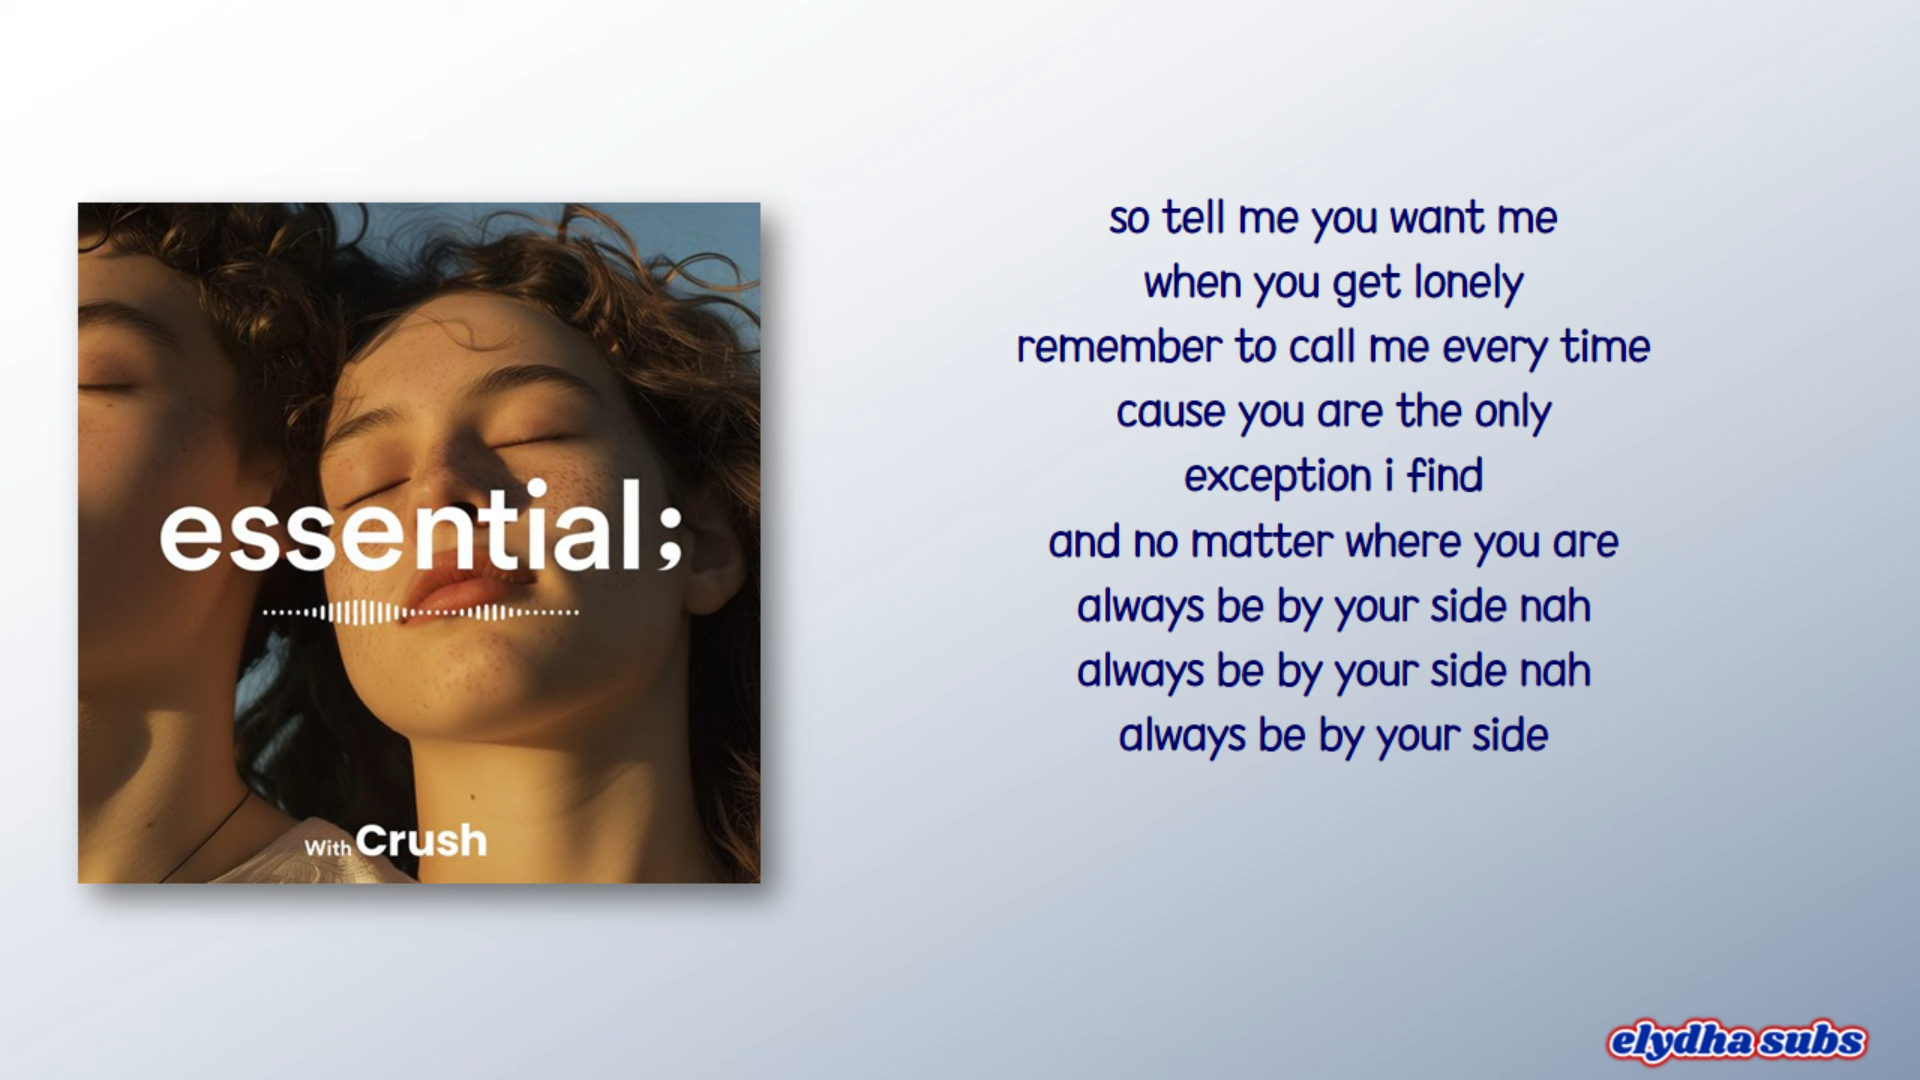 essential;
With Crush
so tell me you want me
when you get lonely
remember to call me every time
cause you are the only
exception i find
and no matter where you are
always be by your side nah
always be by your side nah
always be by your side
elydha subs